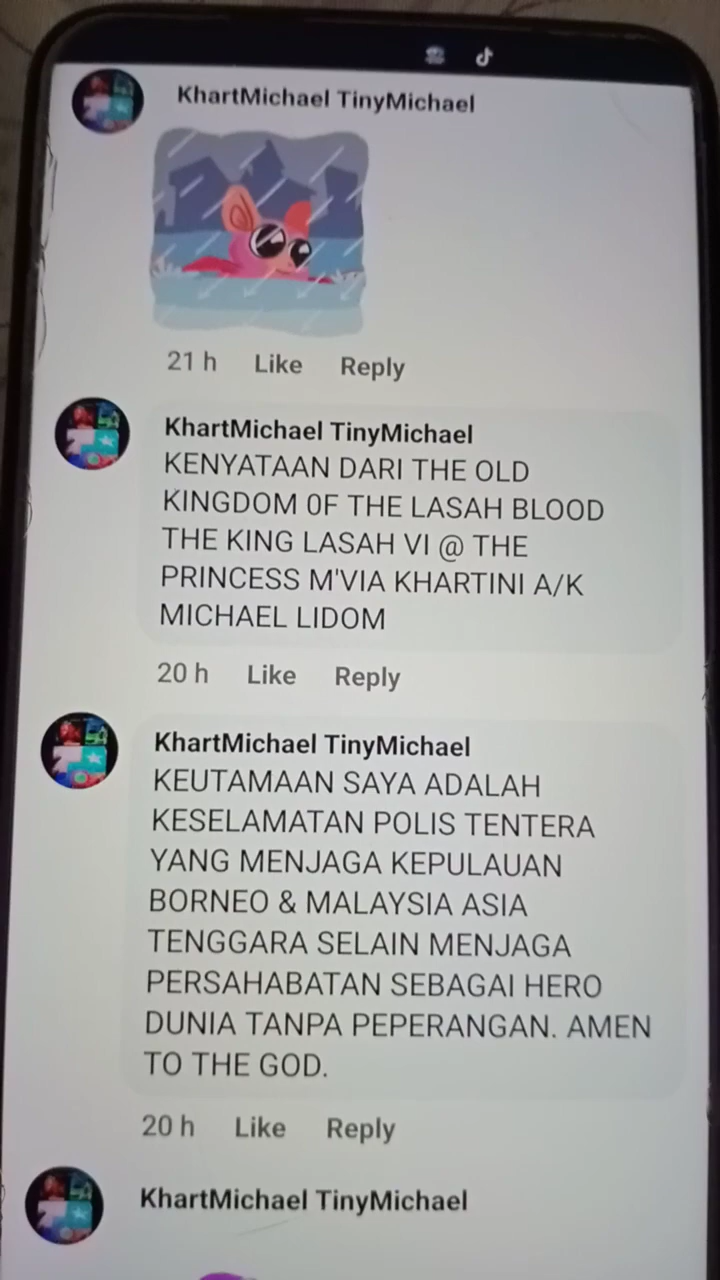 KhartMichael TinyMichael
21 h Like Reply
KhartMichael TinyMichael
KENYATAAN DARI THE OLD
KINGDOM 0F THE LASAH BLOOD
THE KING LASAH VI @ THE
PRINCESS M'VIA KHARTINI A/K
MICHAEL LIDOM
20 h Like Reply
KhartMichael TinyMichael
KEUTAMAAN SAYA ADALAH
KESELAMATAN POLIS TENTERA
YANG MENJAGA KEPULAUAN
BORNEO & MALAYSIA ASIA
TENGGARA SELAIN MENJAGA
PERSAHABATAN SEBAGAI HERO
DUNIA TANPA PEPERANGAN. AMEN
TO THE GOD.
20 h Like Reply
KhartMichael TinyMichael